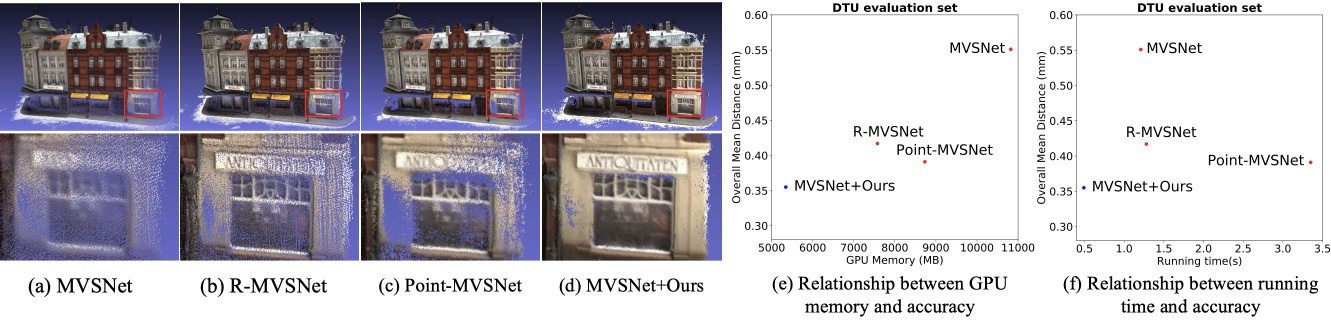 ANTIQUITÄTEN
(a) MVSNet
(b) R-MVSNet
(c) Point-MVSNet
(d) MVSNet+Ours
DTU evaluation set
Overall Mean Distance (mm)
0.60
0.55
0.50
0.45
0.40
0.35
0.30
MVSNet
R-MVSNet
Point-MVSNet
MVSNet+Ours
5000 6000 7000 8000 9000 10000 11000
GPU Memory (MB)
(e) Relationship between GPU
memory and accuracy
DTU evaluation set
Overall Mean Distance (mm)
0.60
0.55
0.50
0.45
0.40
0.35
0.30
MVSNet
R-MVSNet
Point-MVSNet
MVSNet+Ours
0.5 1.0 1.5 2.0 2.5 3.0 3.5
Running time(s)
(f) Relationship between running
time and accuracy